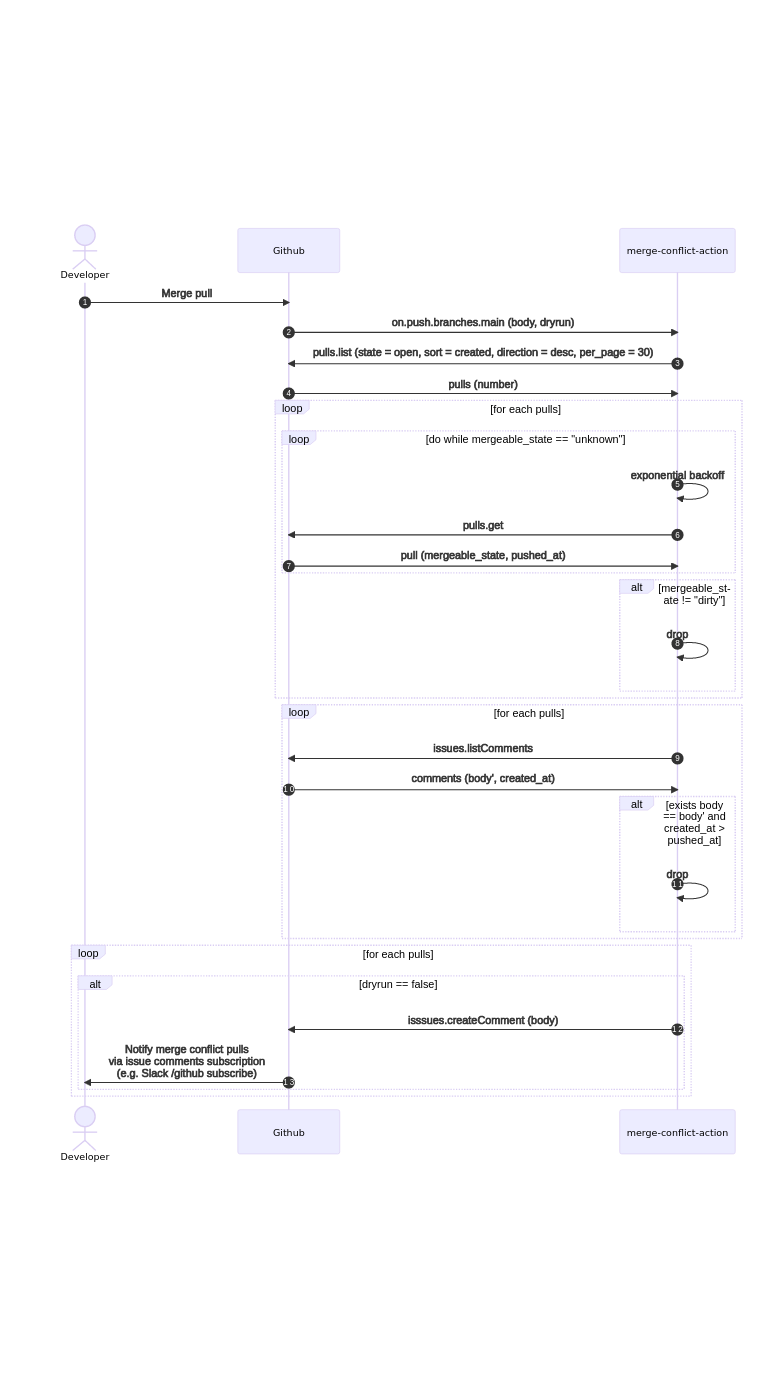 Developer
Github
merge-conflict-action
1
Merge pull
2
on.push.branches.main (body, dryrun)
pulls.list (state = open, sort = created, direction = desc, per_page = 30)
3
4
pulls (number)
loop
[for each pulls]
loop
[do while mergeable_state == "unknown"]
exponential backoff
5
pulls.get
6
7
pull (mergeable_state, pushed_at)
alt
[mergeable_st-
ate != "dirty"]
drop
8
loop
[for each pulls]
issues.listComments
9
10
comments (body', created_at)
alt
[exists body
== body' and
created_at >
pushed_at]
drop
11
loop
[for each pulls]
alt
[dryrun == false]
isssues.createComment (body)
12
Notify merge conflict pulls
via issue comments subscription
(e.g. Slack /github subscribe)
13
Developer
Github
merge-conflict-action